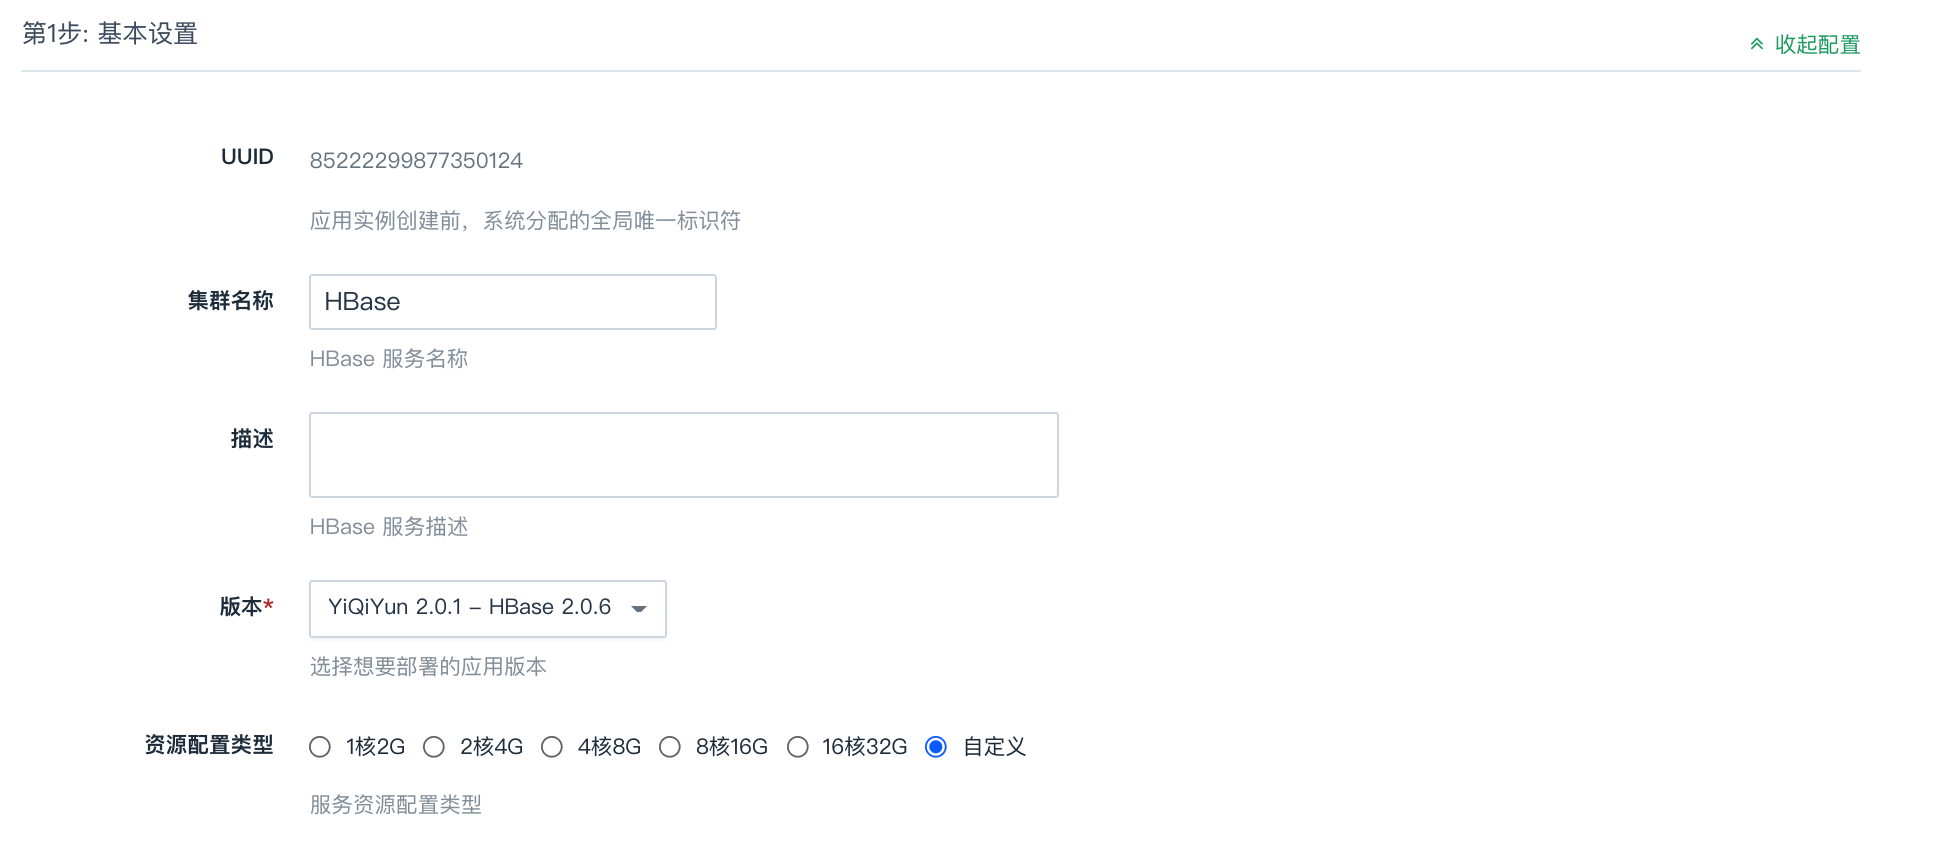 第1步: 基本设置
收起配置
UUID
85222299877350124
应用实例创建前，系统分配的全局唯一标识符
集群名称
HBase
HBase 服务名称
描述
HBase 服务描述
版本*
YiQiYun 2.0.1 – HBase 2.0.6
选择想要部署的应用版本
资源配置类型
1核2G 2核4G 4核8G 8核16G 16核32G 自定义
服务资源配置类型